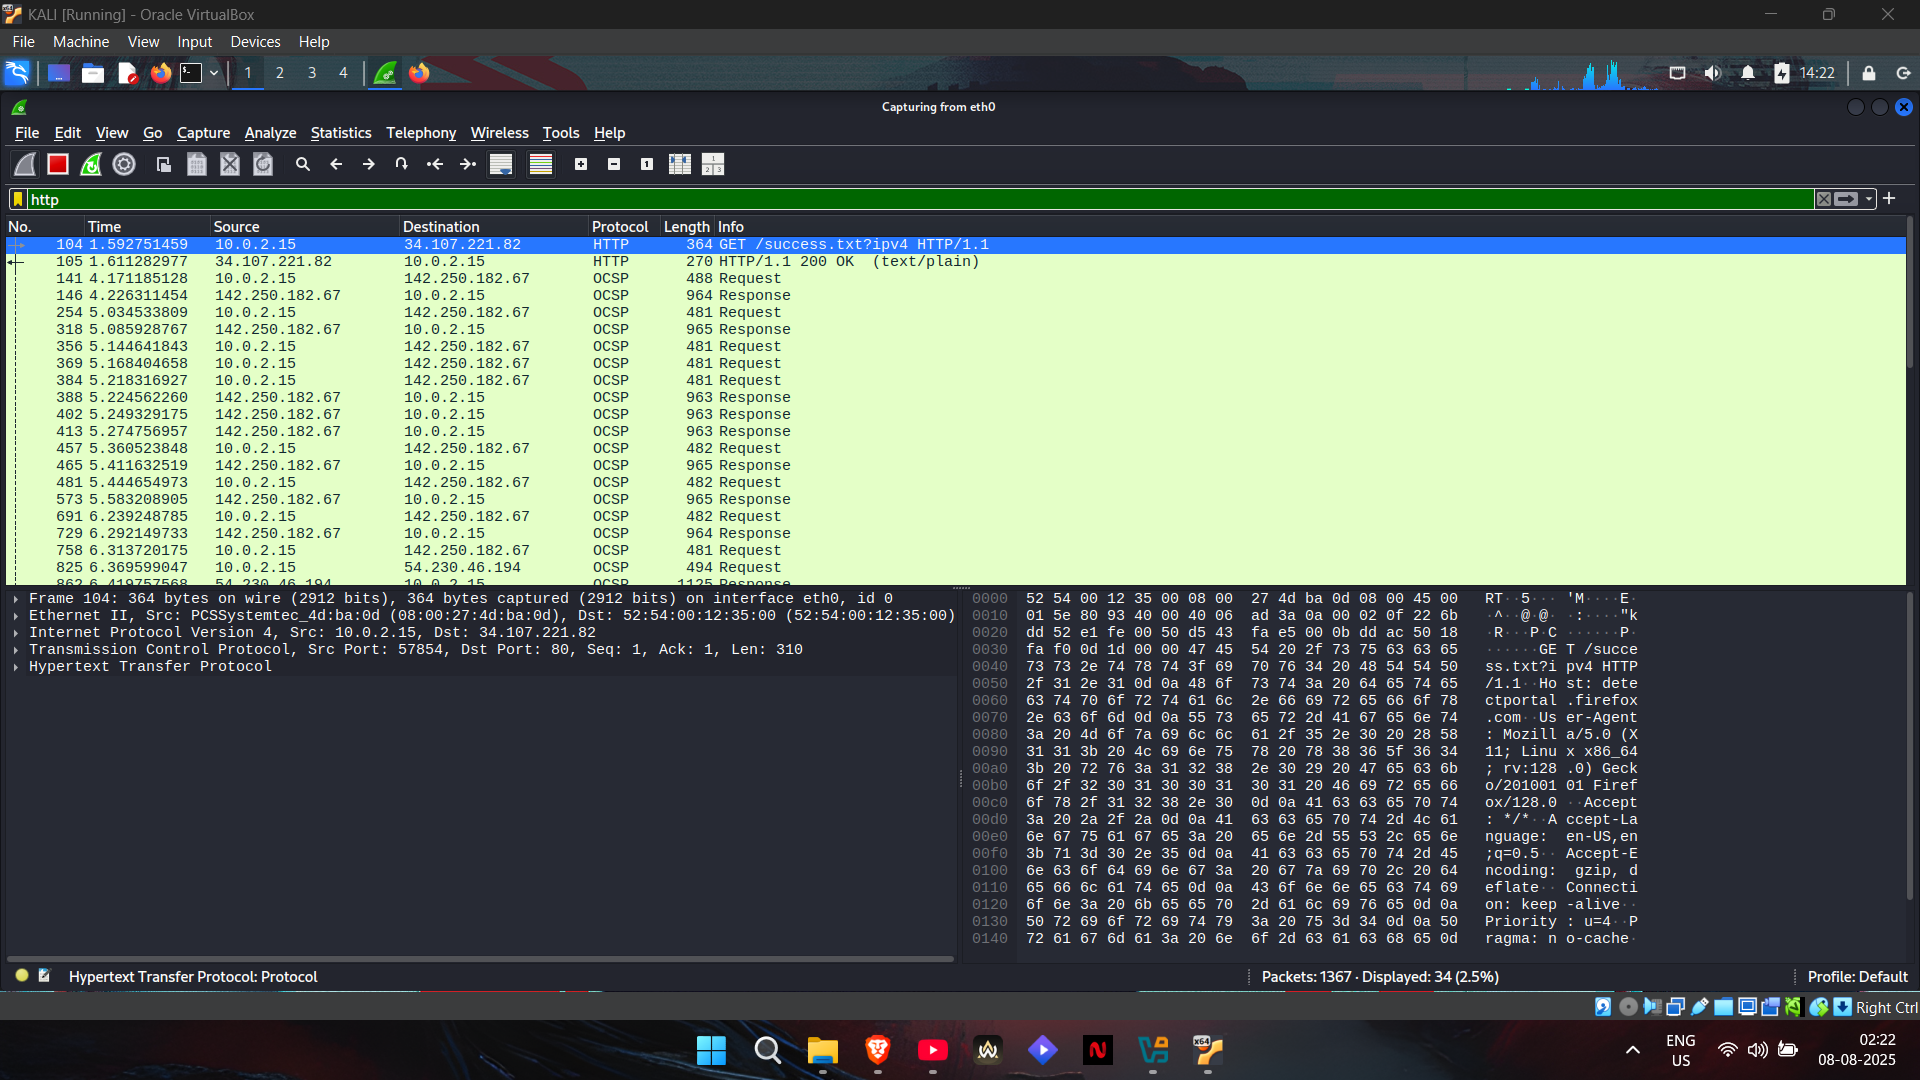 KALI [Running] - Oracle VirtualBox
File Machine View Input Devices Help
1 2 3 4 14:22
Capturing from eth0
File Edit View Go Capture Analyze Statistics Telephony Wireless Tools Help
http
No. Time Source Destination Protocol Length Info
104 1.592751459 10.0.2.15 34.107.221.82 HTTP 364 GET /success.txt?ipv4 HTTP/1.1
105 1.611282977 34.107.221.82 10.0.2.15 HTTP 270 HTTP/1.1 200 OK (text/plain)
141 4.171185128 10.0.2.15 142.250.182.67 OCSP 488 Request
146 4.226311454 142.250.182.67 10.0.2.15 OCSP 964 Response
254 5.034533809 10.0.2.15 142.250.182.67 OCSP 481 Request
318 5.085928767 142.250.182.67 10.0.2.15 OCSP 965 Response
356 5.144641843 10.0.2.15 142.250.182.67 OCSP 481 Request
369 5.168404658 10.0.2.15 142.250.182.67 OCSP 481 Request
384 5.218316927 10.0.2.15 142.250.182.67 OCSP 481 Request
388 5.224562260 142.250.182.67 10.0.2.15 OCSP 963 Response
402 5.249329175 142.250.182.67 10.0.2.15 OCSP 963 Response
413 5.274756957 142.250.182.67 10.0.2.15 OCSP 963 Response
457 5.360523848 10.0.2.15 142.250.182.67 OCSP 482 Request
465 5.411632519 142.250.182.67 10.0.2.15 OCSP 965 Response
481 5.444654973 10.0.2.15 142.250.182.67 OCSP 482 Request
573 5.583208905 142.250.182.67 10.0.2.15 OCSP 965 Response
691 6.239248785 10.0.2.15 142.250.182.67 OCSP 482 Request
729 6.292149733 142.250.182.67 10.0.2.15 OCSP 964 Response
758 6.313720175 10.0.2.15 142.250.182.67 OCSP 481 Request
825 6.369599047 10.0.2.15 54.230.46.194 OCSP 494 Request
862 6.419757568 54.230.46.194 10.0.2.15 OCSP 1125 Response
Frame 104: 364 bytes on wire (2912 bits), 364 bytes captured (2912 bits) on interface eth0, id 0
Ethernet II, Src: PCSSystemtec_4d:ba:0d (08:00:27:4d:ba:0d), Dst: 52:54:00:12:35:00 (52:54:00:12:35:00)
Internet Protocol Version 4, Src: 10.0.2.15, Dst: 34.107.221.82
Transmission Control Protocol, Src Port: 57854, Dst Port: 80, Seq: 1, Ack: 1, Len: 310
Hypertext Transfer Protocol
0000 52 54 00 12 35 00 08 00 27 4d ba 0d 08 00 45 00 RT··5···'M····E·
0010 01 5e 80 93 40 00 40 06 ad 3a 0a 00 02 0f 22 6b ·^··@·@··:····"k
0020 dd 52 e1 fe 00 50 d5 43 fa e5 00 0b dd ac 50 18 ·R···P·C······P·
0030 fa f0 0d 1d 00 00 47 45 54 20 2f 73 75 63 63 65 ······GET /succe
0040 73 73 2e 74 78 74 3f 69 70 76 34 20 48 54 54 50 ss.txt?ipv4 HTTP
0050 2f 31 2e 31 0d 0a 48 6f 73 74 3a 20 64 65 74 65 /1.1··Host: dete
0060 63 74 70 6f 72 74 61 6c 2e 66 69 72 65 66 6f 78 ctportal.firefox
0070 2e 63 6f 6d 0d 0a 55 73 65 72 2d 41 67 65 6e 74 .com··User-Agent
0080 3a 20 4d 6f 7a 69 6c 6c 61 2f 35 2e 30 20 28 58 : Mozilla/5.0 (X
0090 31 31 3b 20 4c 69 6e 75 78 20 78 38 36 5f 36 34 11; Linux x86_64
00a0 3b 20 72 76 3a 31 32 38 2e 30 29 20 47 65 63 6b ; rv:128.0) Geck
00b0 6f 2f 32 30 31 30 30 31 30 31 20 46 69 72 65 66 o/20100101 Firef
00c0 6f 78 2f 31 32 38 2e 30 0d 0a 41 63 63 65 70 74 ox/128.0··Accept
00d0 3a 20 2a 2f 2a 0d 0a 41 63 63 65 70 74 2d 4c 61 : */*··Accept-La
00e0 6e 67 75 61 67 65 3a 20 65 6e 2d 55 53 2c 65 6e nguage: en-US,en
00f0 3b 71 3d 30 2e 35 0d 0a 41 63 63 65 70 74 2d 45 ;q=0.5··Accept-E
0100 6e 63 6f 64 69 6e 67 3a 20 67 7a 69 70 2c 20 64 ncoding: gzip, d
0110 65 66 6c 61 74 65 0d 0a 43 6f 6e 6e 65 63 74 69 eflate··Connecti
0120 6f 6e 3a 20 6b 65 65 70 2d 61 6c 69 76 65 0d 0a on: keep-alive··
0130 50 72 69 6f 72 69 74 79 3a 20 75 3d 34 0d 0a 50 Priority: u=4··P
0140 72 61 67 6d 61 3a 20 6e 6f 2d 63 61 63 68 65 0d ragma: no-cache·
Hypertext Transfer Protocol: Protocol Packets: 1367 · Displayed: 34 (2.5%) Profile: Default
Right Ctrl
ENG 02:22
US 08-08-2025